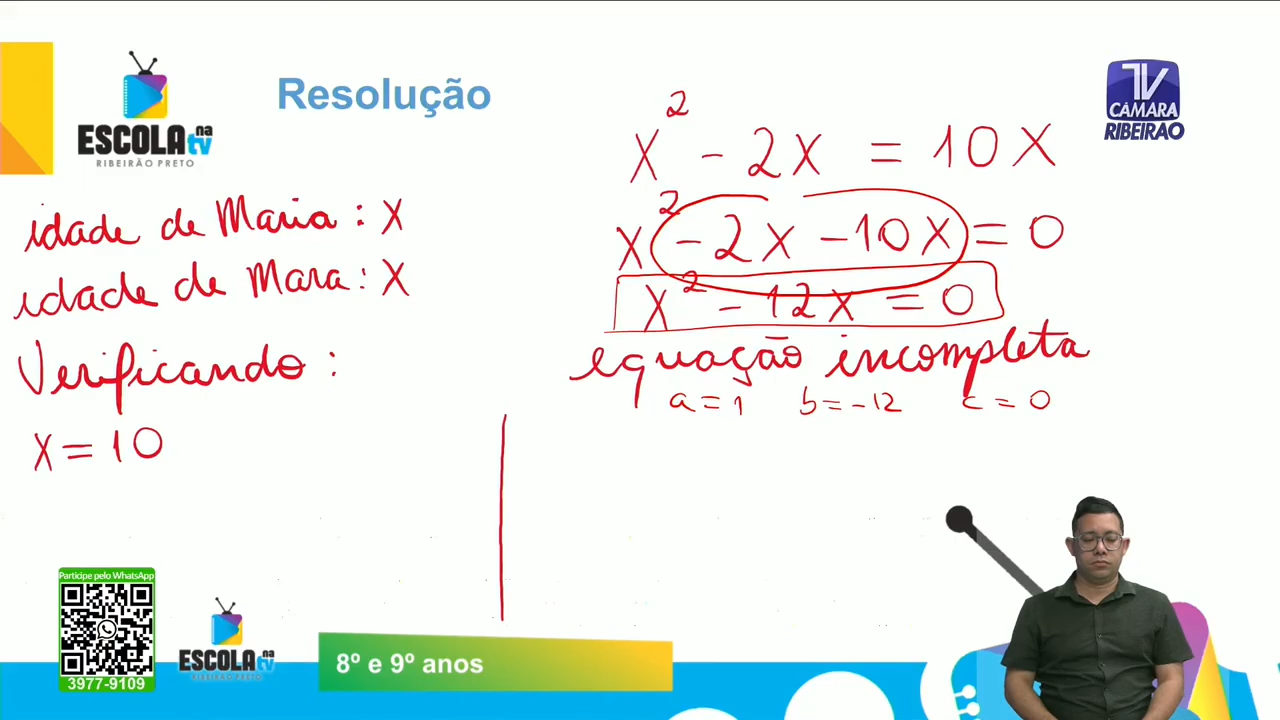 ESCOLA na tv
RIBEIRÃO PRETO
Resolução
TV
CÂMARA
RIBEIRAO
x² - 2x = 10x
x² - 2x - 10x = 0
x² - 12x = 0
equação incompleta
a = 1 b = -12 c = 0
idade de Maria : x
idade de Mara : x
Verificando :
x = 10
Participe pelo WhatsApp
3977-9109
ESCOLA na tv
RIBEIRÃO PRETO
8º e 9º anos